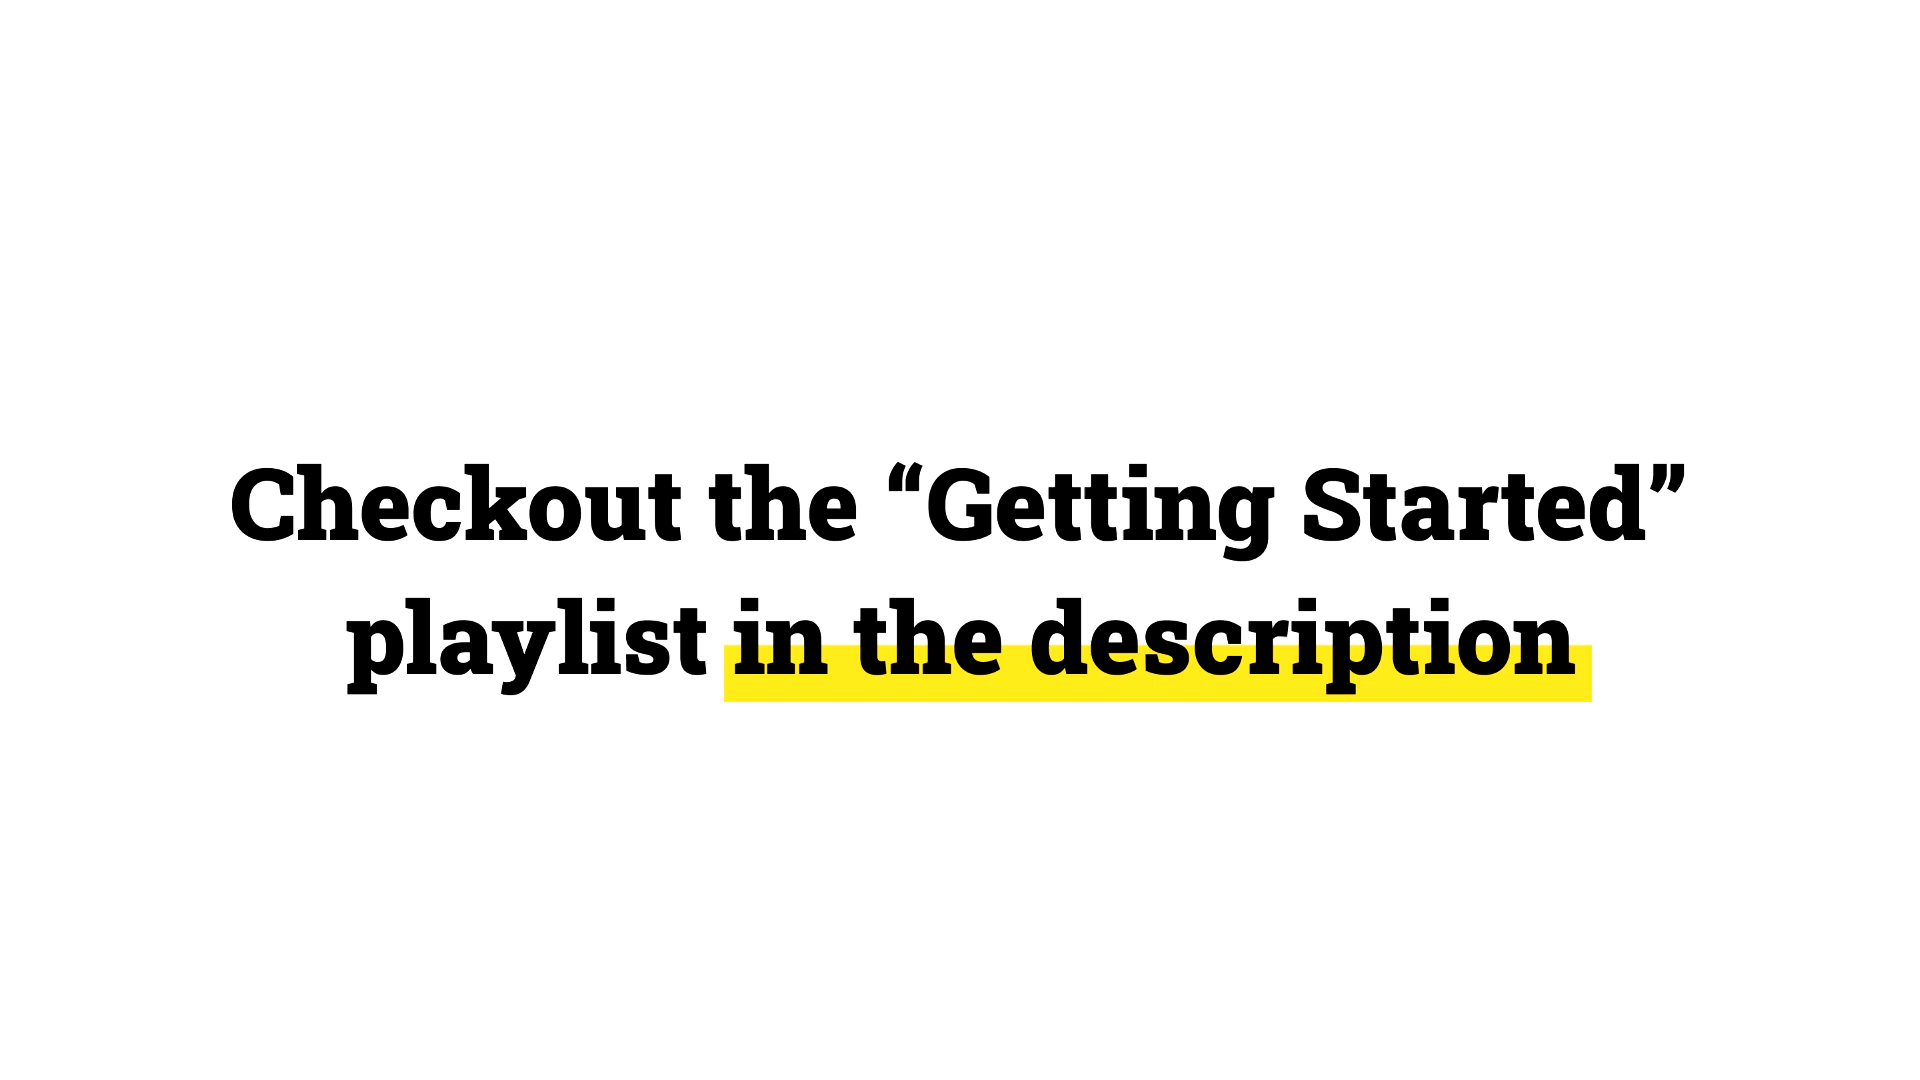 Checkout the “Getting Started”
playlist in the description